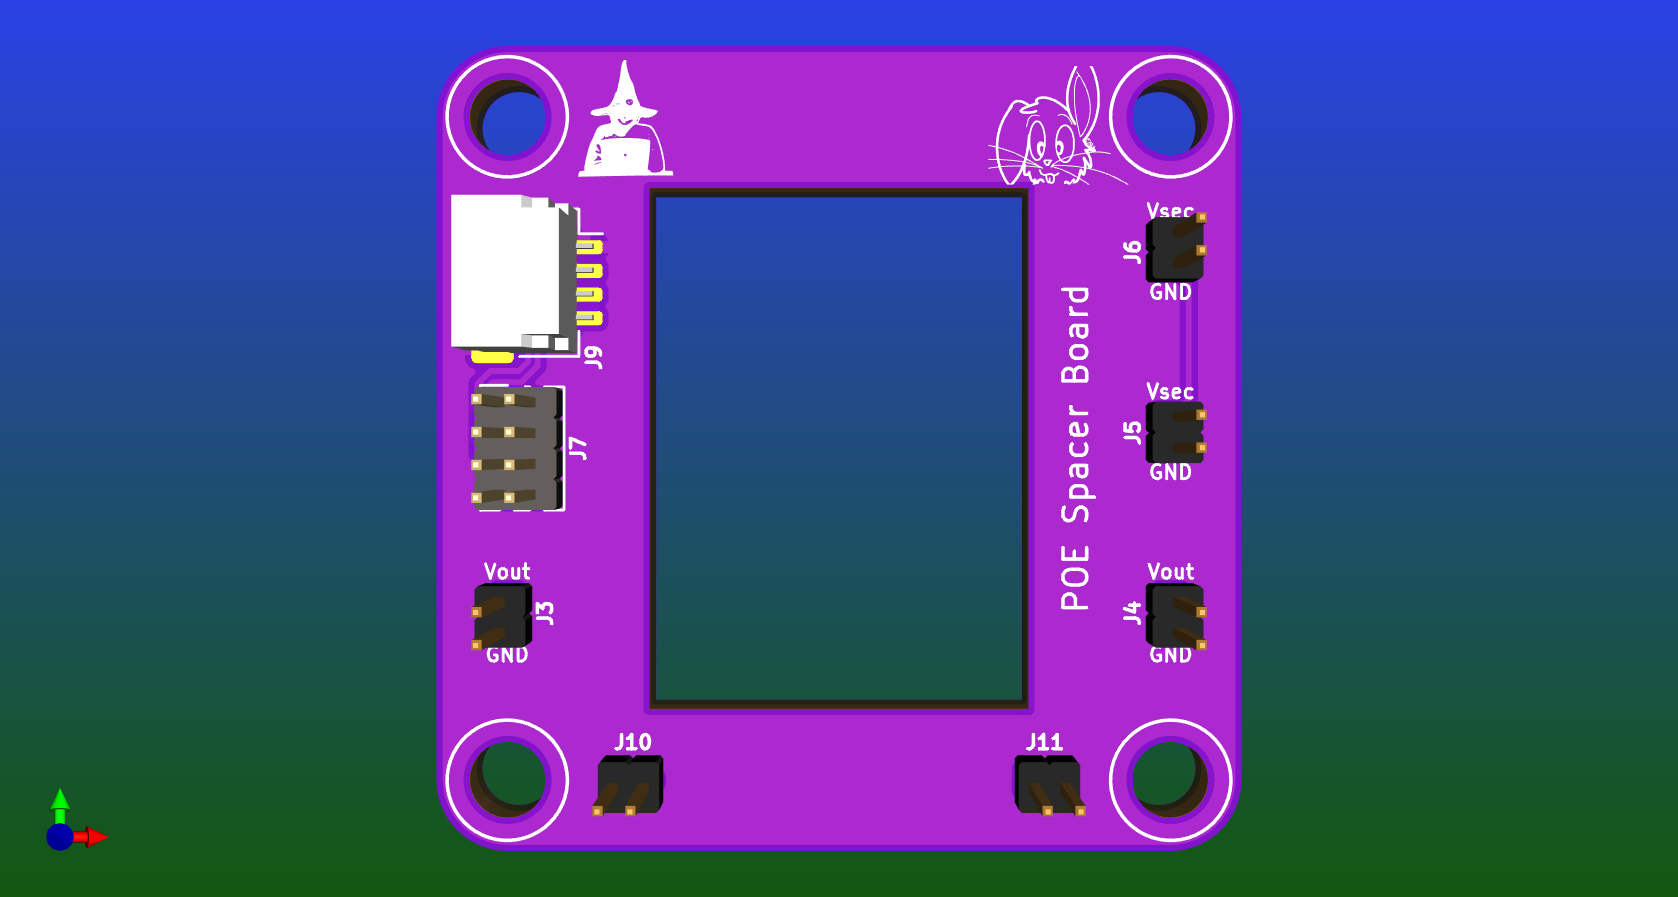 Vsec
J6
GND
J9
POE Spacer Board
Vsec
J5
GND
J7
Vout
J3
GND
Vout
J4
GND
J10
J11